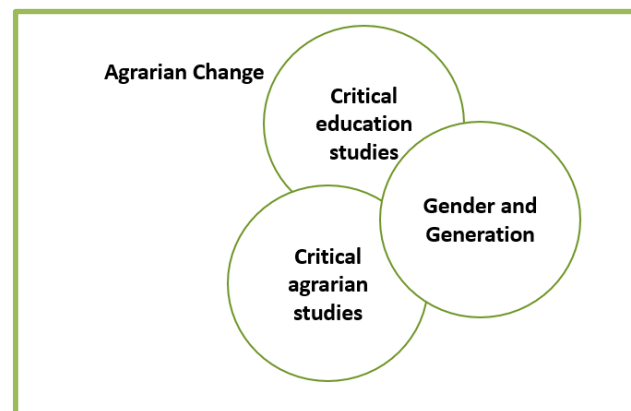 Agrarian Change
Critical
education
studies
Gender and
Generation
Critical
agrarian
studies